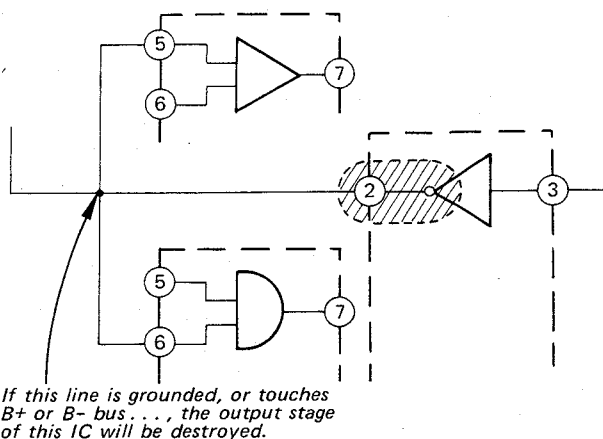 5
7
6
2
3
5
7
6
If this line is grounded, or touches
B+ or B- bus..., the output stage
of this IC will be destroyed.